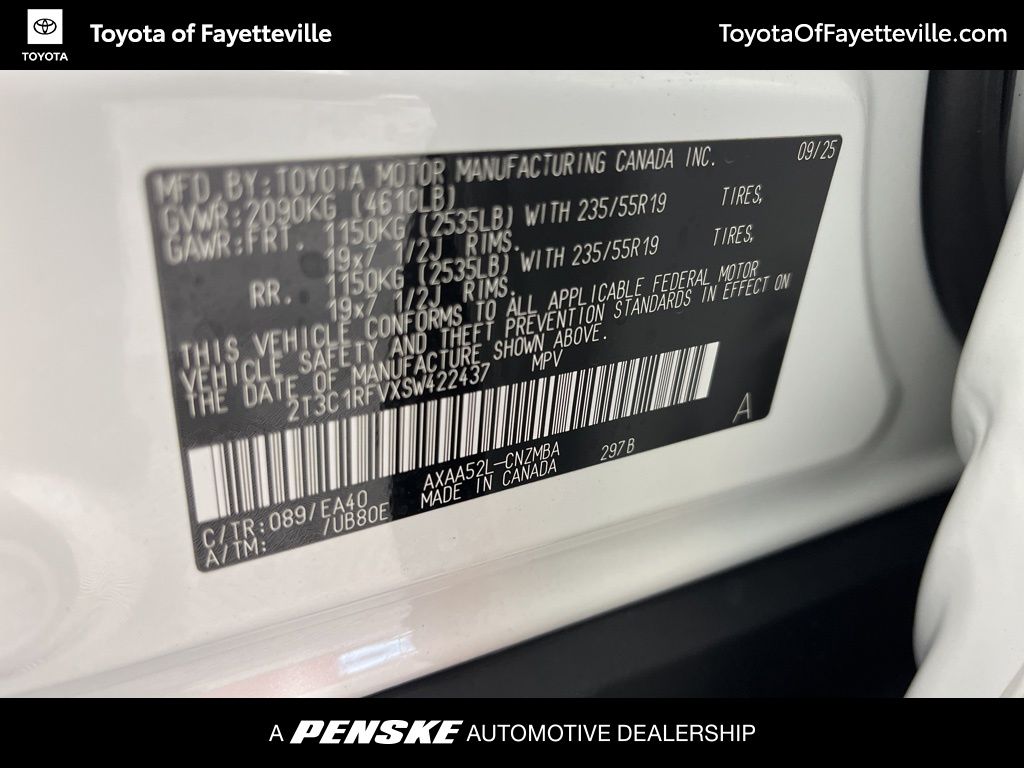 TOYOTA
Toyota of Fayetteville
ToyotaOfFayetteville.com
MFD. BY: TOYOTA MOTOR MANUFACTURING CANADA INC. 09/25
GVWR: 2090KG (4610LB)
GAWR: FRT. 1150KG (2535LB) WITH 235/55R19 TIRES,
19x7 1/2J RIMS.
RR. 1150KG (2535LB) WITH 235/55R19 TIRES,
19x7 1/2J RIMS.
THIS VEHICLE CONFORMS TO ALL APPLICABLE FEDERAL MOTOR
VEHICLE SAFETY AND THEFT PREVENTION STANDARDS IN EFFECT ON
THE DATE OF MANUFACTURE SHOWN ABOVE.
2T3C1RFVXSW422437 MPV
A
C/TR: 089/EA40 AXAA52L-CNZMBA 297B
A/TM: /UB80E MADE IN CANADA
A PENSKE AUTOMOTIVE DEALERSHIP